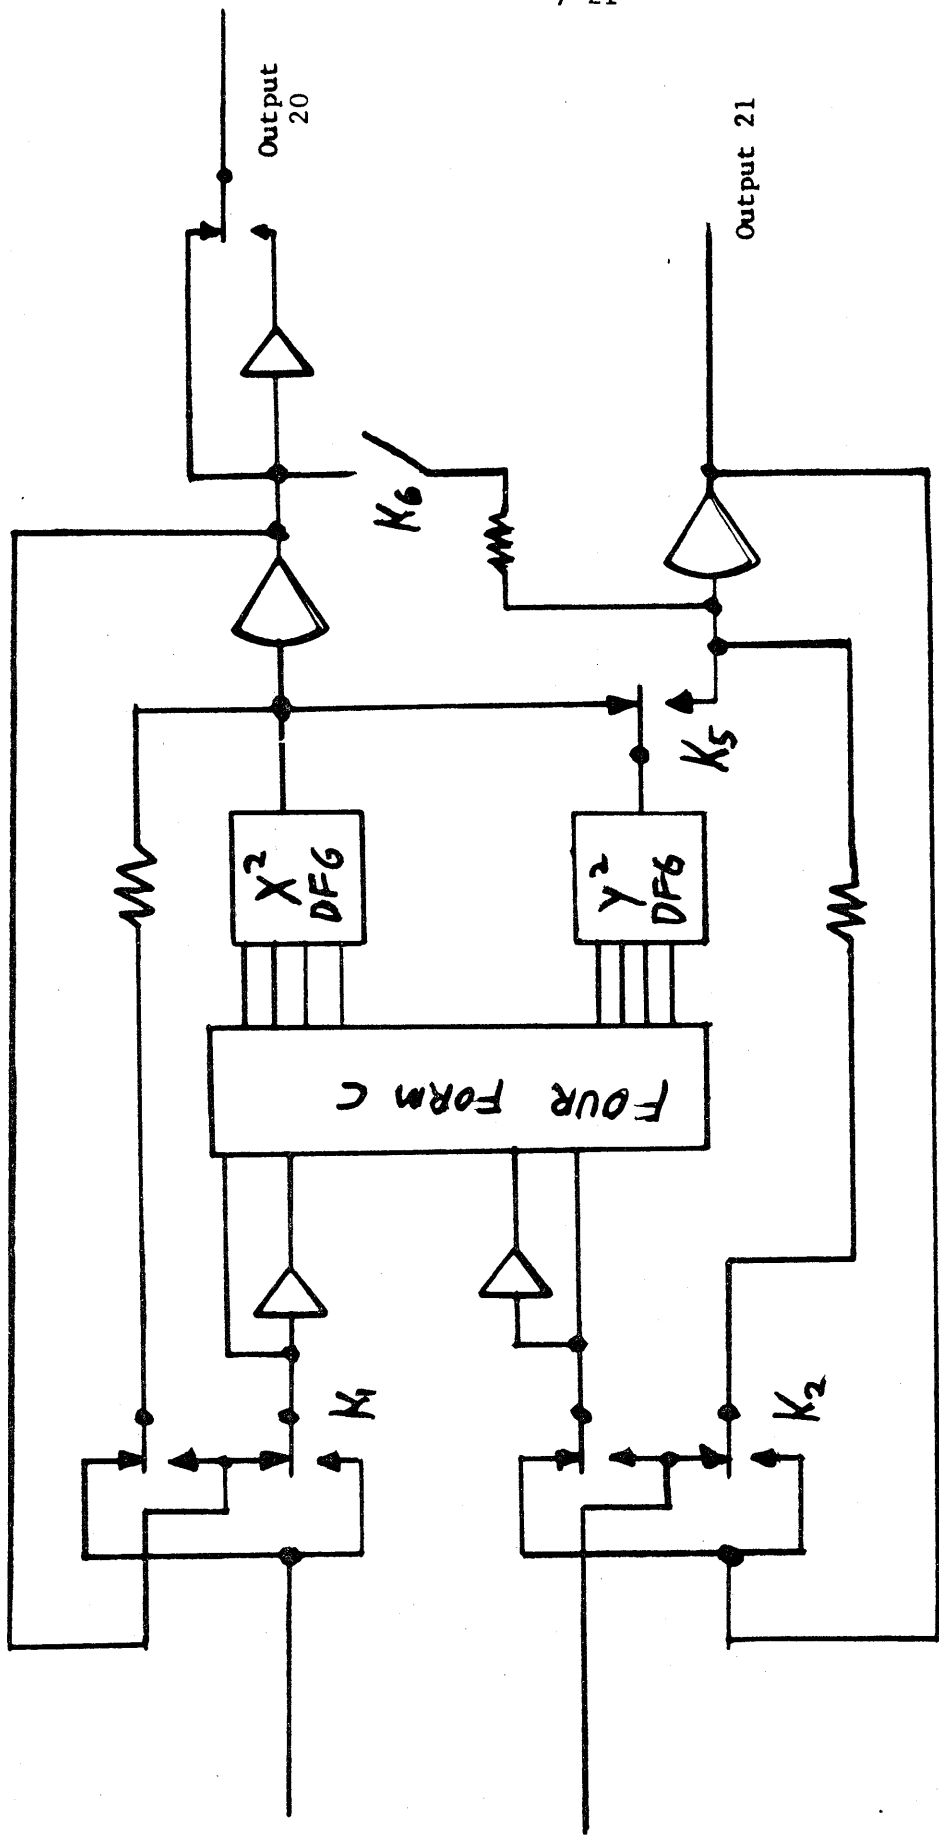 Output
20
Output 21
K6
K5
X²
DFG
Y²
DFG
FOUR FORM C
K1
K2